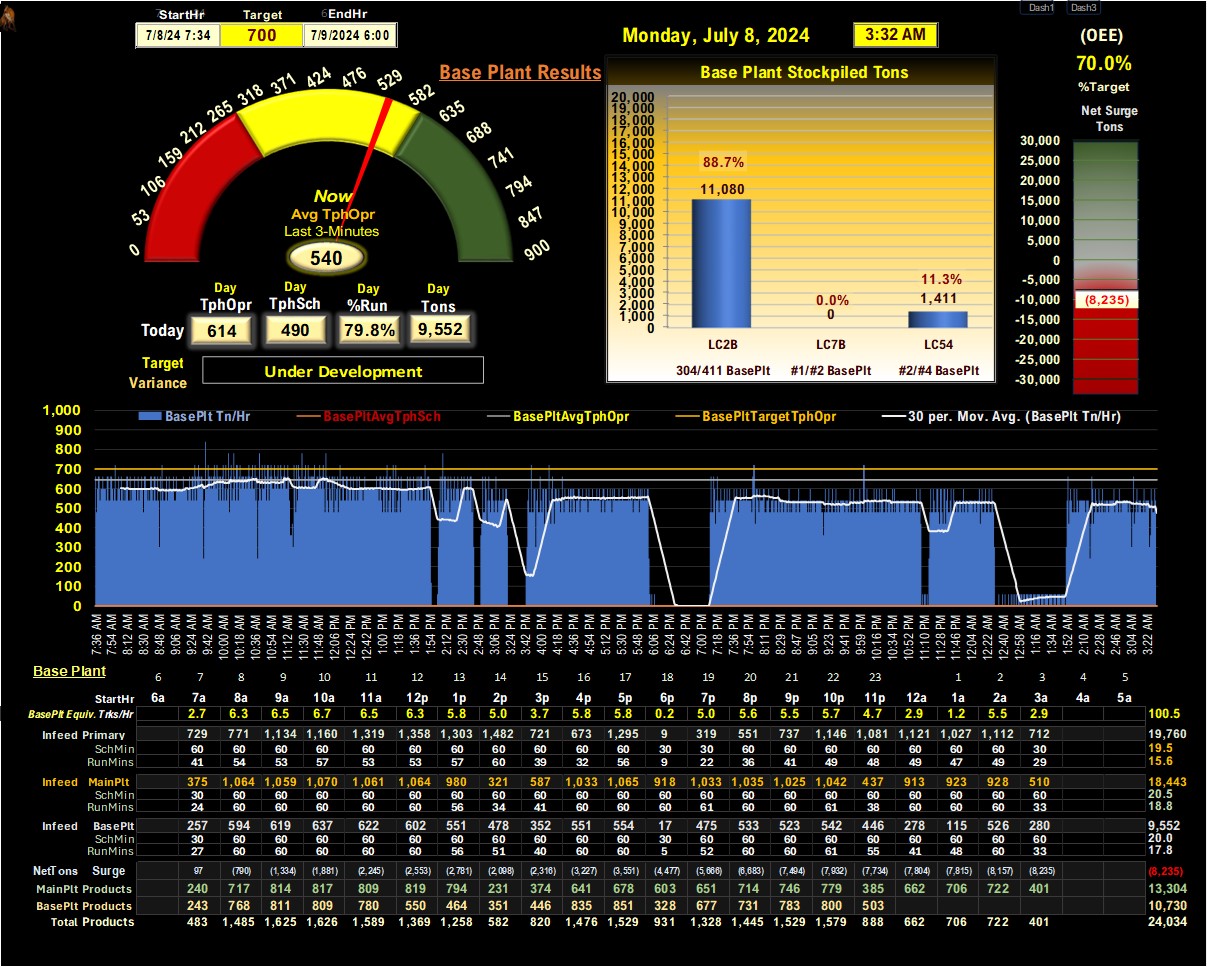 Dash1 Dash3
StartHr Target EndHr
7/8/24 7:34 700 7/9/2024 6:00
Monday, July 8, 2024 3:32 AM
(OEE)
70.0%
%Target
Net Surge
Tons
30,000
25,000
20,000
15,000
10,000
5,000
0
-5,000
-10,000
(8,235)
-15,000
-20,000
-25,000
-30,000
Base Plant Results
0 53 106 159 212 265 318 371 424 476 529 582 635 688 741 794 847 900
Now
Avg TphOpr
Last 3-Minutes
540
Day Day Day Day
TphOpr TphSch %Run Tons
Today 614 490 79.8% 9,552
Target
Variance
Under Development
Base Plant Stockpiled Tons
20,000
19,000
18,000
17,000
16,000
15,000
14,000
13,000
12,000
11,000
10,000
9,000
8,000
7,000
6,000
5,000
4,000
3,000
2,000
1,000
0
88.7%
11,080
0.0%
0
11.3%
1,411
LC2B LC7B LC54
304/411 BasePlt #1/#2 BasePlt #2/#4 BasePlt
BasePlt Tn/Hr BasePltAvgTphSch BasePltAvgTphOpr BasePltTargetTphOpr 30 per. Mov. Avg. (BasePlt Tn/Hr)
1,000
900
800
700
600
500
400
300
200
100
0
7:36 AM 7:54 AM 8:12 AM 8:30 AM 8:48 AM 9:06 AM 9:24 AM 9:42 AM 10:00 AM 10:18 AM 10:36 AM 10:54 AM 11:12 AM 11:30 AM 11:48 AM 12:06 PM 12:24 PM 12:42 PM 1:00 PM 1:18 PM 1:36 PM 1:54 PM 2:12 PM 2:30 PM 2:48 PM 3:06 PM 3:24 PM 3:42 PM 4:00 PM 4:17 PM 4:35 PM 4:53 PM 5:11 PM 5:30 PM 5:48 PM 6:06 PM 6:24 PM 6:42 PM 7:00 PM 7:18 PM 7:36 PM 7:54 PM 8:11 PM 8:29 PM 8:47 PM 9:05 PM 9:23 PM 9:41 PM 9:59 PM 10:16 PM 10:34 PM 10:52 PM 11:10 PM 11:28 PM 11:46 PM 12:04 AM 12:22 AM 12:40 AM 12:58 AM 1:16 AM 1:34 AM 1:52 AM 2:10 AM 2:28 AM 2:46 AM 3:04 AM 3:22 AM
Base Plant
6 7 8 9 10 11 12 13 14 15 16 17 18 19 20 21 22 23 1 2 3 4 5
StartHr 6a 7a 8a 9a 10a 11a 12p 1p 2p 3p 4p 5p 6p 7p 8p 9p 10p 11p 12a 1a 2a 3a 4a 5a
BasePlt Equiv. Trks/Hr 2.7 6.3 6.5 6.7 6.5 6.3 5.8 5.0 3.7 5.8 5.8 0.2 5.0 5.6 5.5 5.7 4.7 2.9 1.2 5.5 2.9 100.5
Infeed Primary 729 771 1,134 1,160 1,319 1,358 1,303 1,482 721 673 1,295 9 319 551 737 1,146 1,081 1,121 1,027 1,112 712 19,760
SchMin 60 60 60 60 60 60 60 60 60 60 60 30 30 60 60 60 60 60 60 60 30 19.5
RunMins 41 54 53 57 53 53 57 60 39 32 56 9 22 36 41 49 48 49 47 49 29 15.6
Infeed MainPlt 375 1,064 1,059 1,070 1,061 1,064 980 321 587 1,033 1,065 918 1,033 1,035 1,025 1,042 437 913 923 928 510 18,443
SchMin 30 60 60 60 60 60 60 60 60 60 60 60 60 60 60 60 60 60 60 60 60 20.5
RunMins 24 60 60 60 60 60 56 34 41 60 60 60 61 60 60 61 38 60 60 60 33 18.8
Infeed BasePlt 257 594 619 637 622 602 551 478 352 551 554 17 475 533 523 542 446 278 115 526 280 9,552
SchMin 30 60 60 60 60 60 60 60 60 60 60 30 60 60 60 60 60 60 60 60 60 20.0
RunMins 27 60 60 60 60 60 56 51 40 60 60 5 52 60 60 61 55 41 48 60 33 17.8
NetTons Surge 97 (790) (1,334) (1,881) (2,245) (2,553) (2,781) (2,098) (2,316) (3,227) (3,551) (4,477) (5,666) (6,683) (7,494) (7,932) (7,734) (7,804) (7,815) (8,157) (8,235) (8,235)
MainPlt Products 240 717 814 817 809 819 794 231 374 641 678 603 651 714 746 779 385 662 706 722 401 13,304
BasePlt Products 243 768 811 809 780 550 464 351 446 835 851 328 677 731 783 800 503 10,730
Total Products 483 1,485 1,625 1,626 1,589 1,369 1,258 582 820 1,476 1,529 931 1,328 1,445 1,529 1,579 888 662 706 722 401 24,034